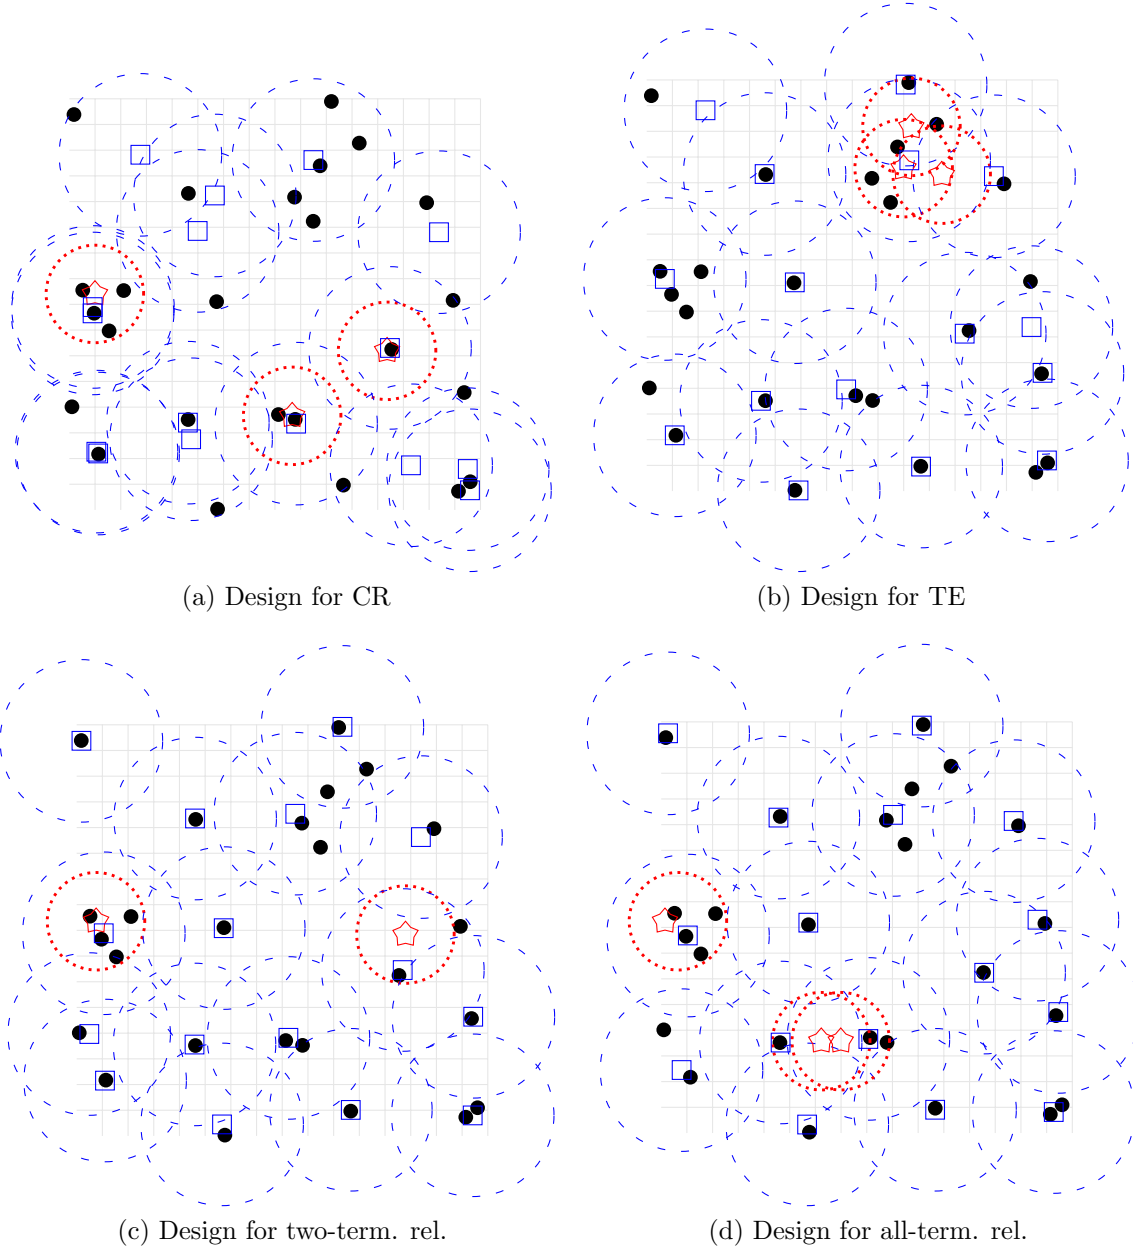 (a) Design for CR
(b) Design for TE
(c) Design for two-term. rel.
(d) Design for all-term. rel.